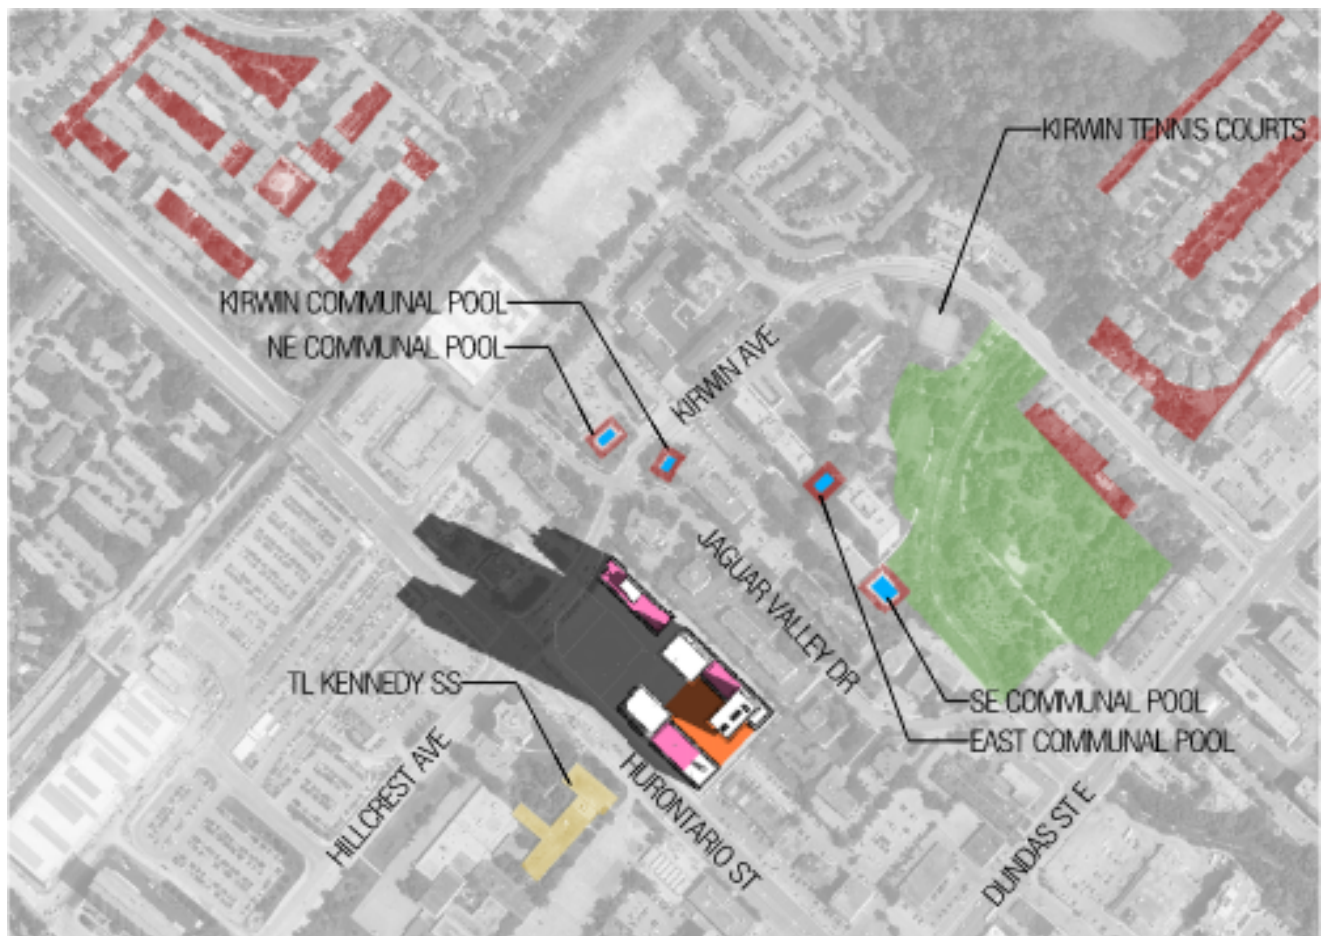 KIRWIN TENNIS COURTS
KIRWIN COMMUNAL POOL
NE COMMUNAL POOL
KIRWIN AVE
JAGUAR VALLEY DR
TL KENNEDY SS
SE COMMUNAL POOL
EAST COMMUNAL POOL
HILLCREST AVE
HURONTARIO ST
DUNDAS ST E